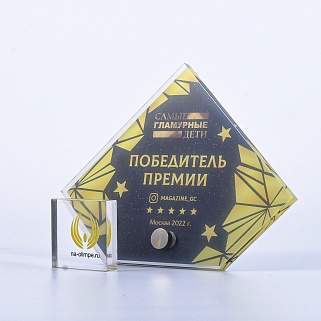 САМЫЕ
ГЛАМУРНЫЕ
ДЕТИ
ПОБЕДИТЕЛЬ
ПРЕМИИ
MAGAZINE_GC
Москва 2022 г.
na-olimpe.ru